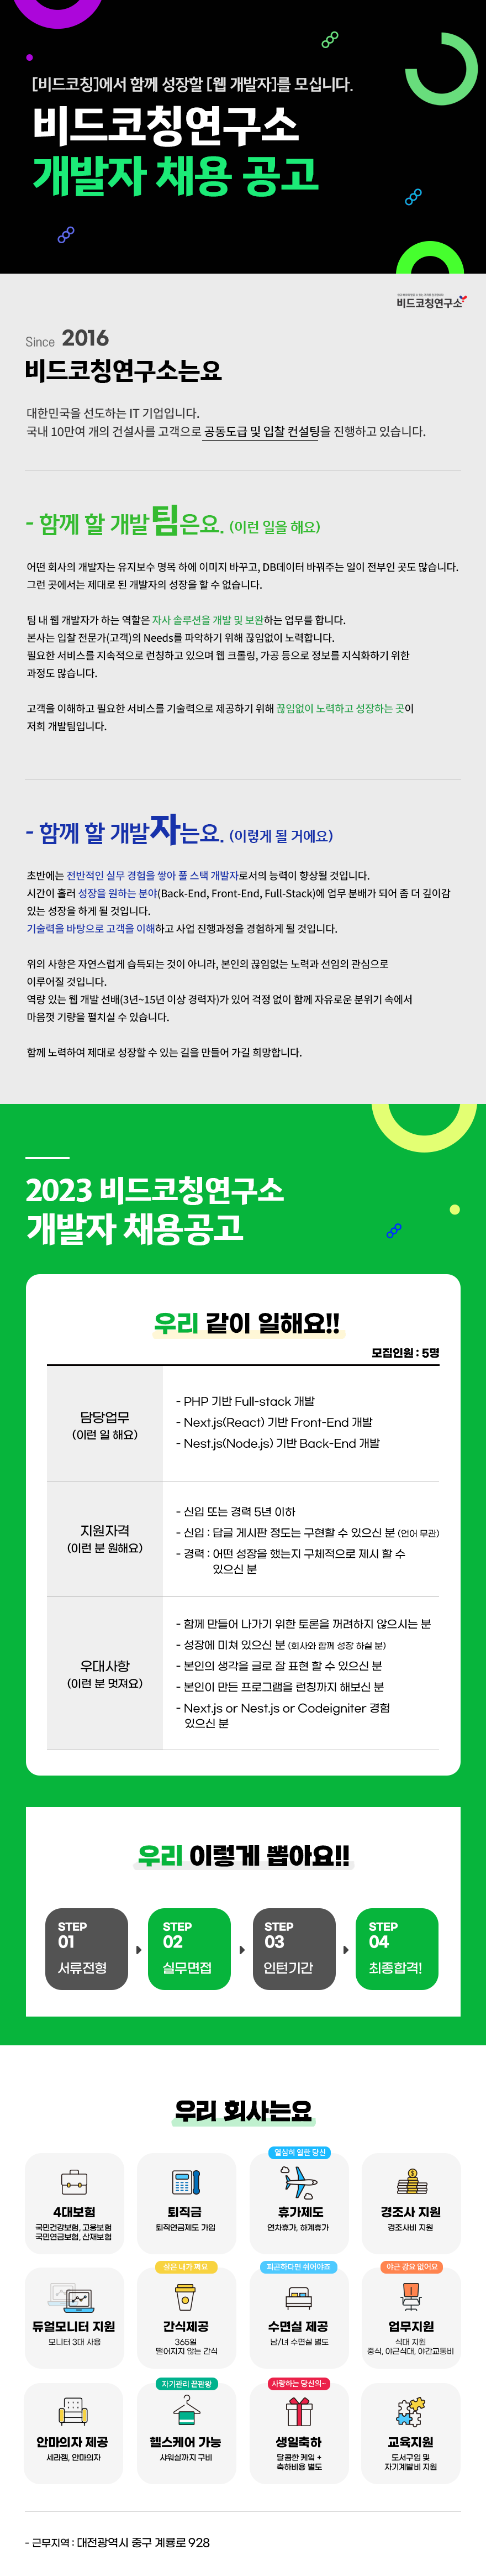 [비드코칭]에서 함께 성장할 [웹 개발자]를 모십니다.
비드코칭연구소
개발자 채용 공고
비드코칭연구소
Since 2016
비드코칭연구소는요
대한민국을 선도하는 IT 기업입니다.
국내 10만여 개의 건설사를 고객으로 공동도급 및 입찰 컨설팅을 진행하고 있습니다.
- 함께 할 개발팀은요. (이런 일을 해요)
어떤 회사의 개발자는 유지보수 명목 하에 이미지 바꾸고, DB데이터 바꿔주는 일이 전부인 곳도 많습니다.
그런 곳에서는 제대로 된 개발자의 성장을 할 수 없습니다.
팀 내 웹 개발자가 하는 역할은 자사 솔루션을 개발 및 보완하는 업무를 합니다.
본사는 입찰 전문가(고객)의 Needs를 파악하기 위해 끊임없이 노력합니다.
필요한 서비스를 지속적으로 런칭하고 있으며 웹 크롤링, 가공 등으로 정보를 지식화하기 위한
과정도 많습니다.
고객을 이해하고 필요한 서비스를 기술력으로 제공하기 위해 끊임없이 노력하고 성장하는 곳이
저희 개발팀입니다.
- 함께 할 개발자는요. (이렇게 될 거에요)
초반에는 전반적인 실무 경험을 쌓아 풀 스택 개발자로서의 능력이 향상될 것입니다.
시간이 흘러 성장을 원하는 분야(Back-End, Front-End, Full-Stack)에 업무 분배가 되어 좀 더 깊이감
있는 성장을 하게 될 것입니다.
기술력을 바탕으로 고객을 이해하고 사업 진행과정을 경험하게 될 것입니다.
위의 사항은 자연스럽게 습득되는 것이 아니라, 본인의 끊임없는 노력과 선임의 관심으로
이루어질 것입니다.
역량 있는 웹 개발 선배(3년~15년 이상 경력자)가 있어 걱정 없이 함께 자유로운 분위기 속에서
마음껏 기량을 펼치실 수 있습니다.
함께 노력하여 제대로 성장할 수 있는 길을 만들어 가길 희망합니다.
2023 비드코칭연구소
개발자 채용공고
우리 같이 일해요!!
모집인원 : 5명
담당업무
(이런 일 해요)
- PHP 기반 Full-stack 개발
- Next.js(React) 기반 Front-End 개발
- Nest.js(Node.js) 기반 Back-End 개발
지원자격
(이런 분 원해요)
- 신입 또는 경력 5년 이하
- 신입 : 답글 게시판 정도는 구현할 수 있으신 분 (언어 무관)
- 경력 : 어떤 성장을 했는지 구체적으로 제시 할 수
있으신 분
우대사항
(이런 분 멋져요)
- 함께 만들어 나가기 위한 토론을 꺼려하지 않으시는 분
- 성장에 미쳐 있으신 분 (회사와 함께 성장 하실 분)
- 본인의 생각을 글로 잘 표현 할 수 있으신 분
- 본인이 만든 프로그램을 런칭까지 해보신 분
- Next.js or Nest.js or Codeigniter 경험
있으신 분
우리 이렇게 뽑아요!!
STEP
01
서류전형
STEP
02
실무면접
STEP
03
인턴기간
STEP
04
최종합격!
우리 회사는요
4대보험
국민건강보험, 고용보험
국민연금보험, 산재보험
퇴직금
퇴직연금제도 가입
열심히 일한 당신
휴가제도
연차휴가, 하계휴가
경조사 지원
경조사비 지원
듀얼모니터 지원
모니터 3대 사용
살은 내가 쪄요
간식제공
365일
떨어지지 않는 간식
피곤하다면 쉬어야죠
수면실 제공
남/녀 수면실 별도
야근 강요 없어요
업무지원
식대 지원
중식, 야근식대, 야간교통비
안마의자 제공
세라젬, 안마의자
자기관리 끝판왕
헬스케어 가능
샤워실까지 구비
사랑하는 당신의~
생일축하
달콤한 케잌 +
축하비용 별도
교육지원
도서구입 및
자기계발비 지원
- 근무지역 : 대전광역시 중구 계룡로 928